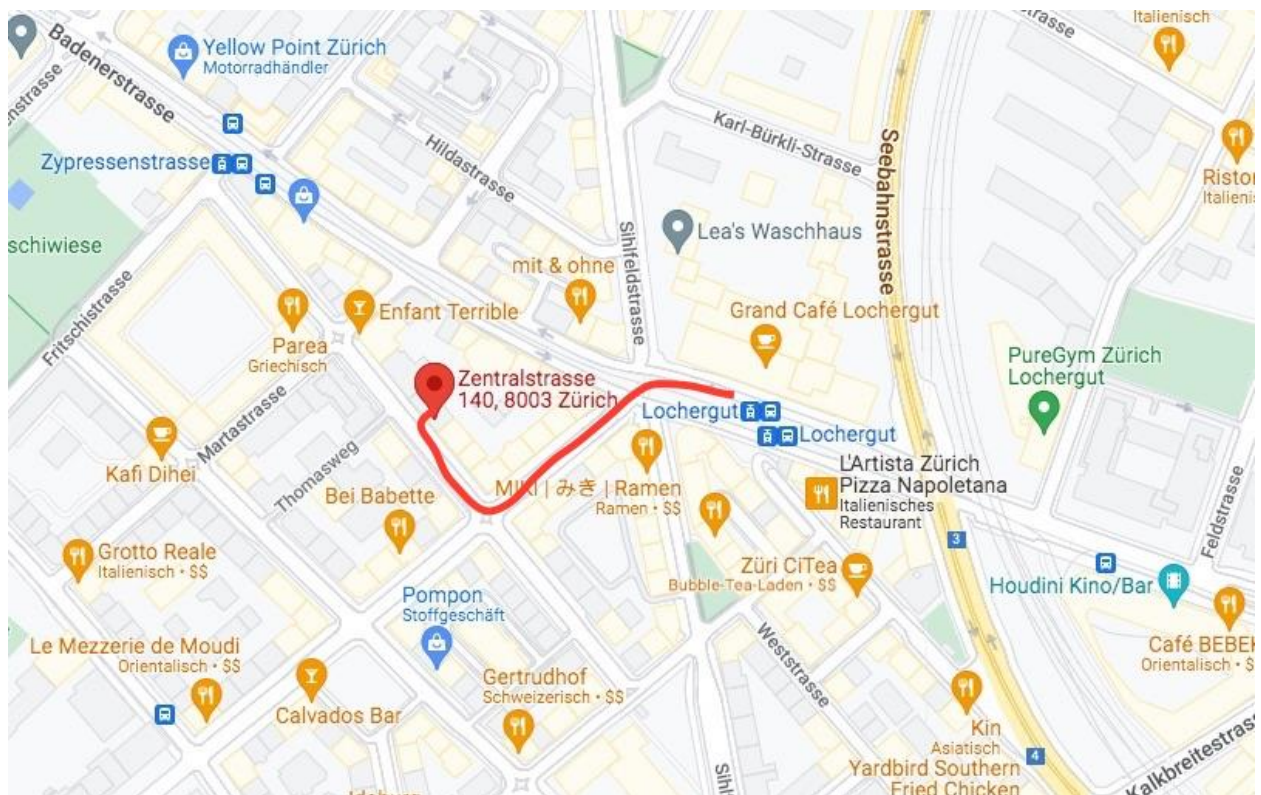 Italienisch
Badenerstrasse
Yellow Point Zürich
Motorradhändler
Karl-Bürkli-Strasse
Hildastrasse
Seebahnstrasse
Zypressenstrasse
Sihlfeldstrasse
Lea's Waschhaus
schiwiese
mit & ohne
Fritschistrasse
Enfant Terrible
Grand Café Lochergut
Parea
Griechisch
PureGym Zürich
Lochergut
Zentralstrasse
140, 8003 Zürich
Lochergut
Lochergut
Martastrasse
Kafi Dihei
Thomasweg
L'Artista Zürich
Pizza Napoletana
Italienisches
Restaurant
Bei Babette
MIKI | みき | Ramen
Ramen • $$
Feldstrasse
3
Grotto Reale
Italienisch • $$
Züri CiTea
Bubble-Tea-Laden • $$
Houdini Kino/Bar
Pompon
Stoffgeschäft
Weststrasse
Le Mezzerie de Moudi
Orientalisch • $$
Café BEBEK
Orientalisch • $
Gertrudhof
Schweizerisch • $$
Calvados Bar
Kin
Asiatisch
4
Yardbird Southern
Fried Chicken
Kalkbreitestras
Sihl